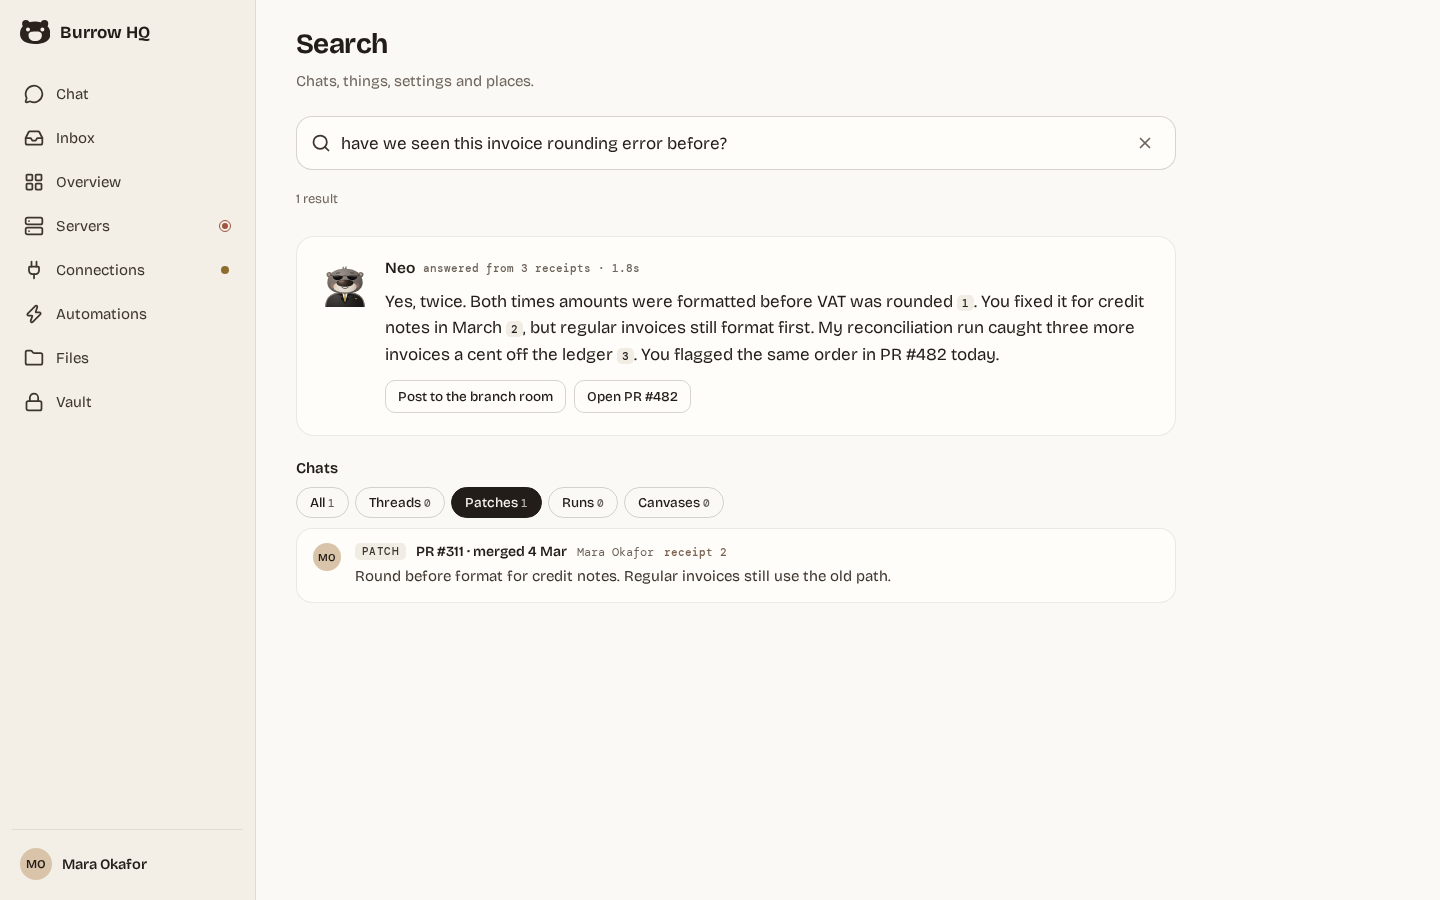 Burrow HQ
Chat
Inbox
Overview
Servers
Connections
Automations
Files
Vault
MO Mara Okafor
Search
Chats, things, settings and places.
have we seen this invoice rounding error before?
1 result
Neo answered from 3 receipts · 1.8s
Yes, twice. Both times amounts were formatted before VAT was rounded 1. You fixed it for credit
notes in March 2, but regular invoices still format first. My reconciliation run caught three more
invoices a cent off the ledger 3. You flagged the same order in PR #482 today.
Post to the branch room Open PR #482
Chats
All 1 Threads 0 Patches 1 Runs 0 Canvases 0
MO PATCH PR #311 · merged 4 Mar Mara Okafor receipt 2
Round before format for credit notes. Regular invoices still use the old path.